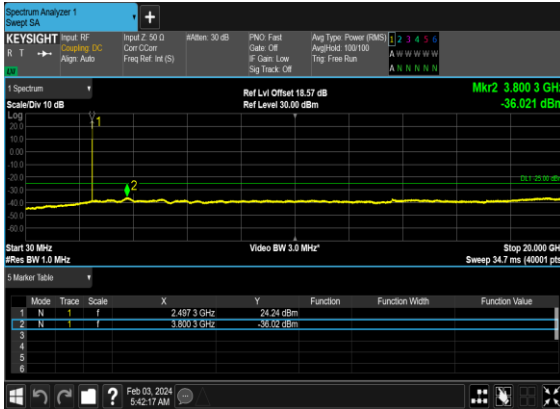 Spectrum Analyzer 1
Swept SA
+
KEYSIGHT Input: RF Input Z: 50 Ω #Atten: 30 dB PNO: Fast Avg Type: Power (RMS) 1 2 3 4 5 6
R T Coupling: DC Corr CCorr Gate: Off Avg|Hold: 100/100 A W W W W W
Align: Auto Freq Ref: Int (S) IF Gain: Low Trig: Free Run
Sig Track: Off A N N N N N
1 Spectrum Ref Lvl Offset 18.57 dB Mkr2 3.800 3 GHz
Scale/Div 10 dB Ref Level 30.00 dBm -36.021 dBm
Log
1
20.0
10.0
0.00
-10.0
-20.0
DL1 25.00 dBm
-30.0
2
-40.0
-50.0
-60.0
Start 30 MHz Video BW 3.0 MHz* Stop 20.000 GHz
#Res BW 1.0 MHz Sweep 34.7 ms (40001 pts)
5 Marker Table
Mode Trace Scale X Y Function Function Width Function Value
1 N 1 f 2.497 3 GHz 24.24 dBm
2 N 1 f 3.800 3 GHz -36.02 dBm
3
4
5
6
? Feb 03, 2024
5:42:17 AM